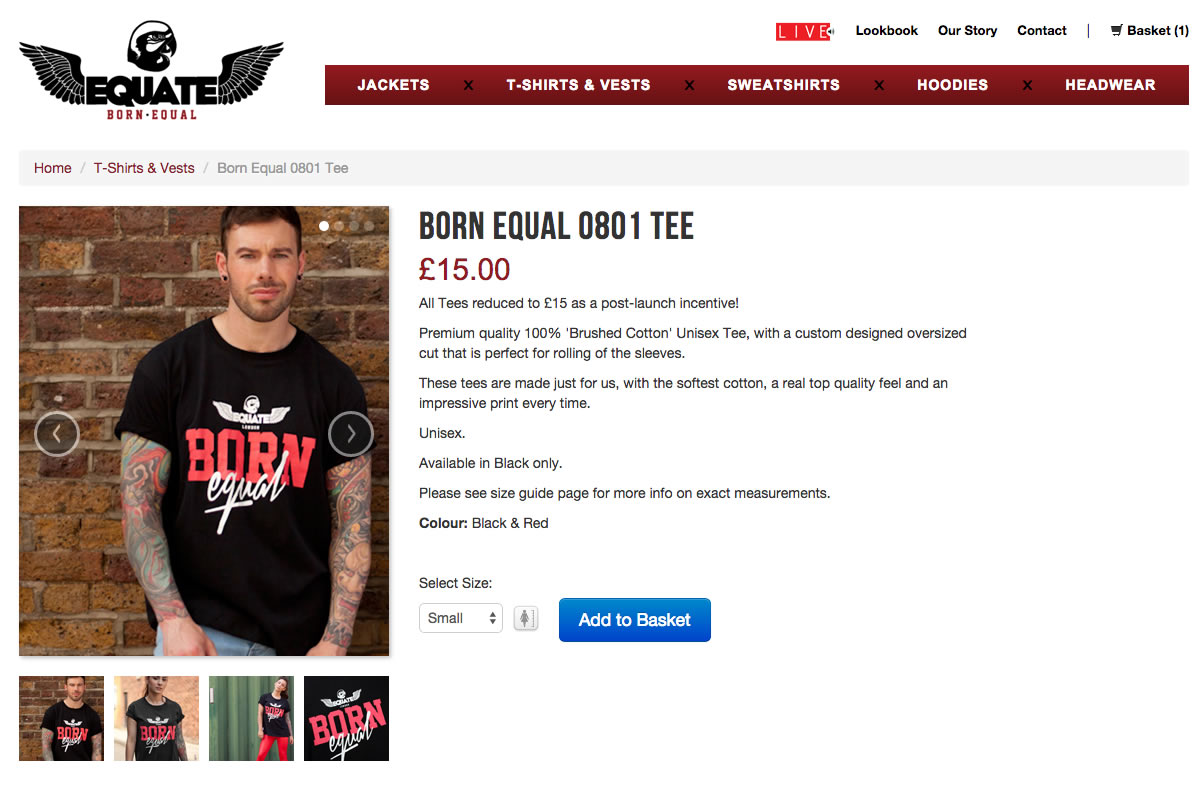 LIVE
Lookbook
Our Story
Contact
|
Basket (1)
EQUATE
BORN·EQUAL
JACKETS x T-SHIRTS & VESTS x SWEATSHIRTS x HOODIES x HEADWEAR
Home / T-Shirts & Vests / Born Equal 0801 Tee
EQUATE
LONDON
BORN
equal
BORN EQUAL 0801 TEE
£15.00
All Tees reduced to £15 as a post-launch incentive!
Premium quality 100% 'Brushed Cotton' Unisex Tee, with a custom designed oversized
cut that is perfect for rolling of the sleeves.
These tees are made just for us, with the softest cotton, a real top quality feel and an
impressive print every time.
Unisex.
Available in Black only.
Please see size guide page for more info on exact measurements.
Colour: Black & Red
Select Size:
Small
Add to Basket
BORN
equal
BORN
equal
BORN
equal
EQUATE
BORN
equal